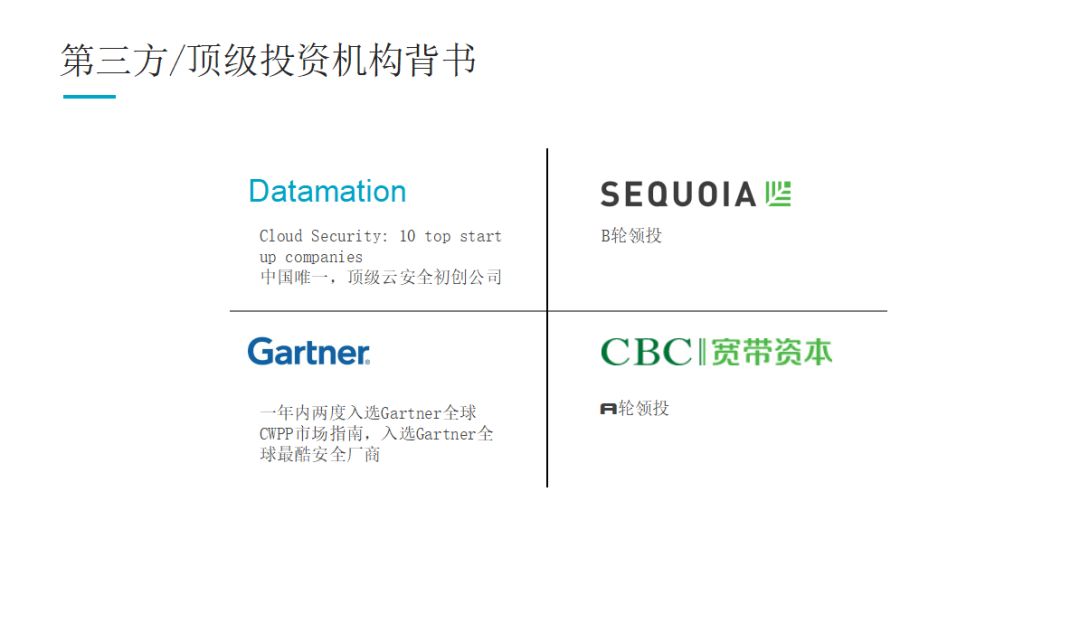 第三方/顶级投资机构背书
Datamation
Cloud Security: 10 top start
up companies
中国唯一，顶级云安全初创公司
SEQUOIA
B轮领投
Gartner®
一年内两度入选Gartner全球
CWPP市场指南，入选Gartner全
球最酷安全厂商
CBC 宽带资本
A轮领投